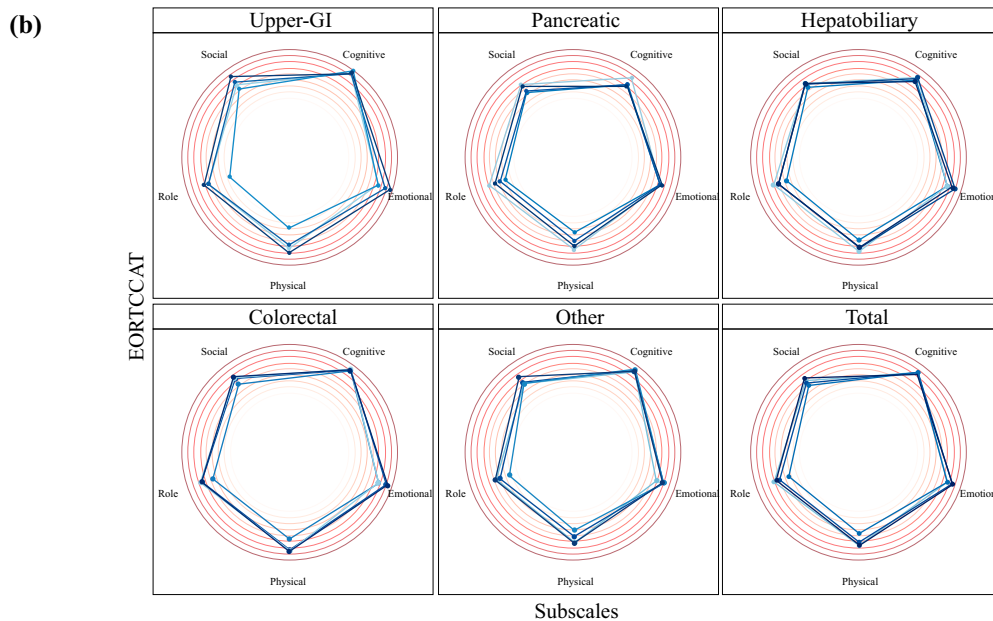 (b)
Upper-GI
Pancreatic
Hepatobiliary
Social
Cognitive
Role
Emotional
Physical
Social
Cognitive
Role
Emotional
Physical
Social
Cognitive
Role
Emotional
Physical
EORTCCAT
Colorectal
Other
Total
Social
Cognitive
Role
Emotional
Physical
Social
Cognitive
Role
Emotional
Physical
Social
Cognitive
Role
Emotional
Physical
Subscales